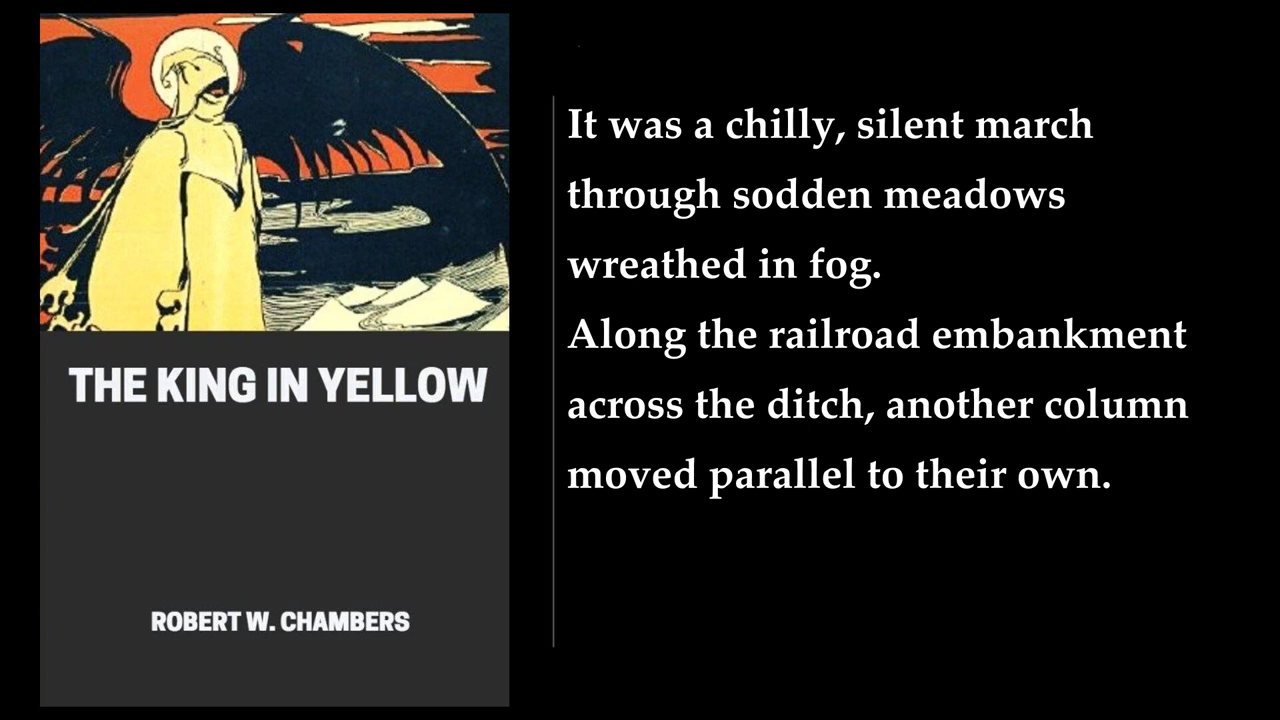 THE KING IN YELLOW
ROBERT W. CHAMBERS
It was a chilly, silent march
through sodden meadows
wreathed in fog.
Along the railroad embankment
across the ditch, another column
moved parallel to their own.